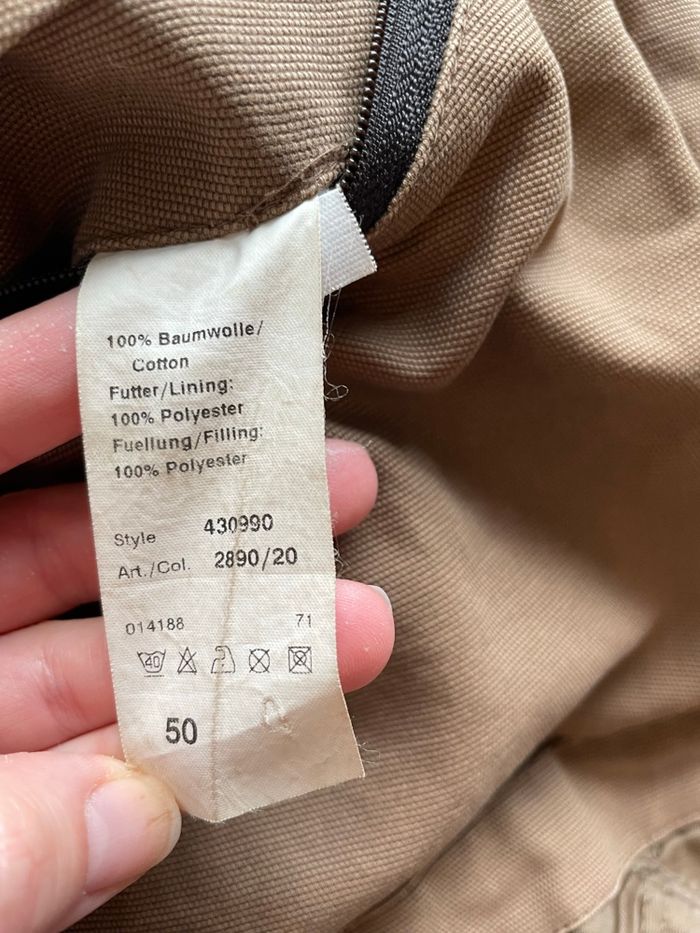 100% Baumwolle/
Cotton
Futter/Lining:
100% Polyester
Fuellung/Filling:
100% Polyester
Style 430990
Art./Col. 2890/20
014188 71
40
50